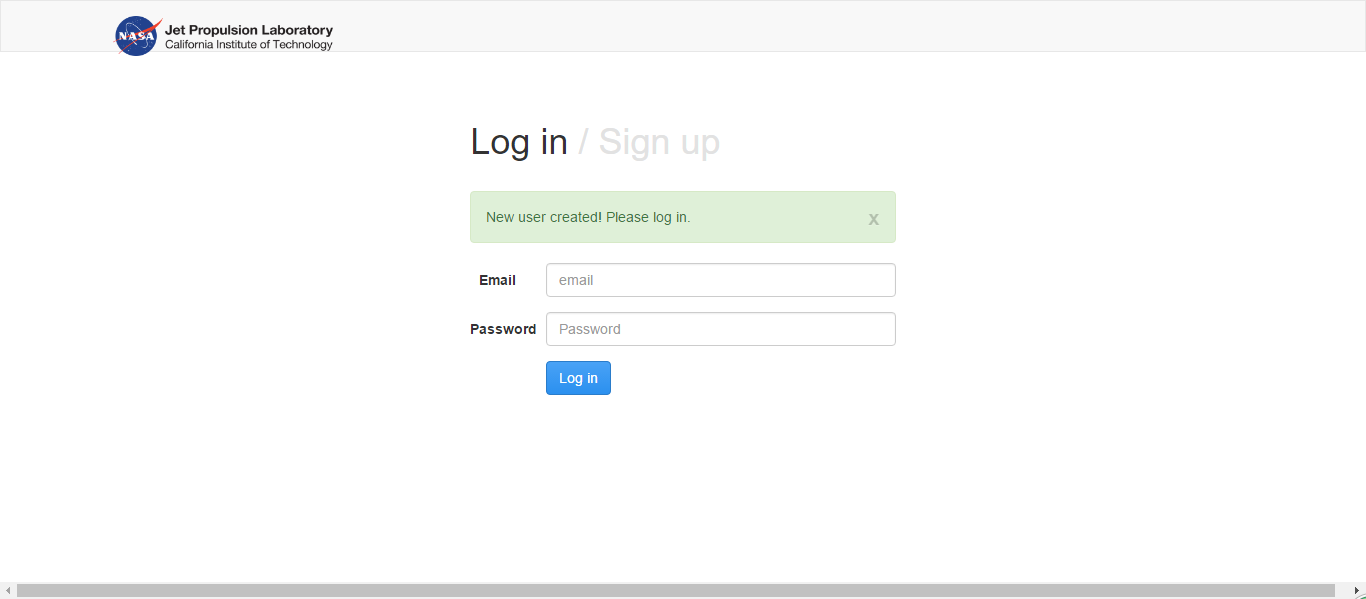 NASA
Jet Propulsion Laboratory
California Institute of Technology
Log in / Sign up
New user created! Please log in.
x
Email
email
Password
Password
Log in